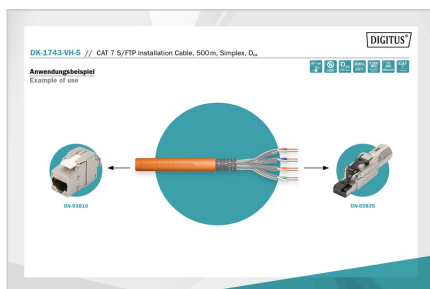 DIGITUS®
DK-1743-VH-5 // CAT 7 S/FTP Installation Cable, 500 m, Simplex, Dca
Anwendungsbeispiel
Example of use
DN-93616
DN-93635